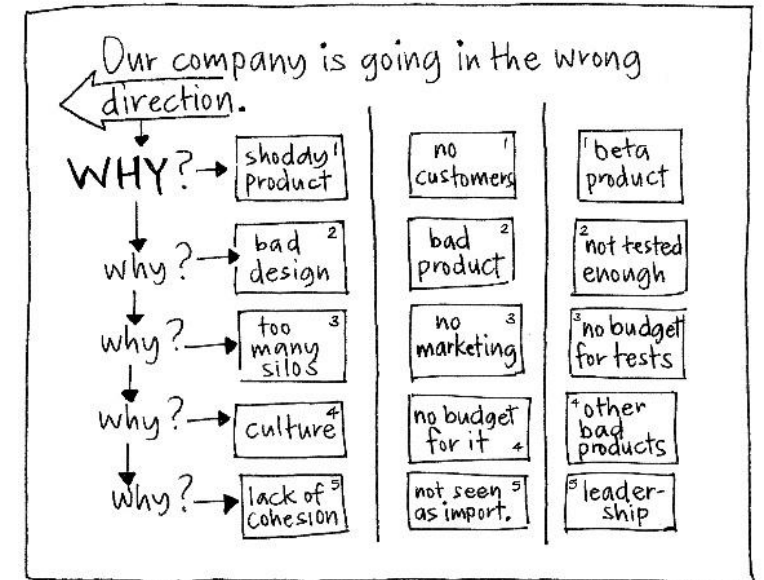 Our company is going in the wrong
direction.
WHY?
shoddy 1
product
no 1
customers
1 beta
product
why?
bad 2
design
bad 2
product
2 not tested
enough
why?
too 3
many
silos
no 3
marketing
3 no budget
for tests
why?
culture 4
no budget
for it 4
4 other
bad
products
why?
lack of 5
cohesion
not seen 5
as import.
5 leader-
ship